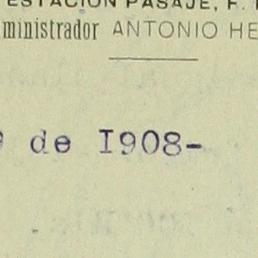 ESTACION PASAJE, F.
ministrador ANTONIO HE
de I908-